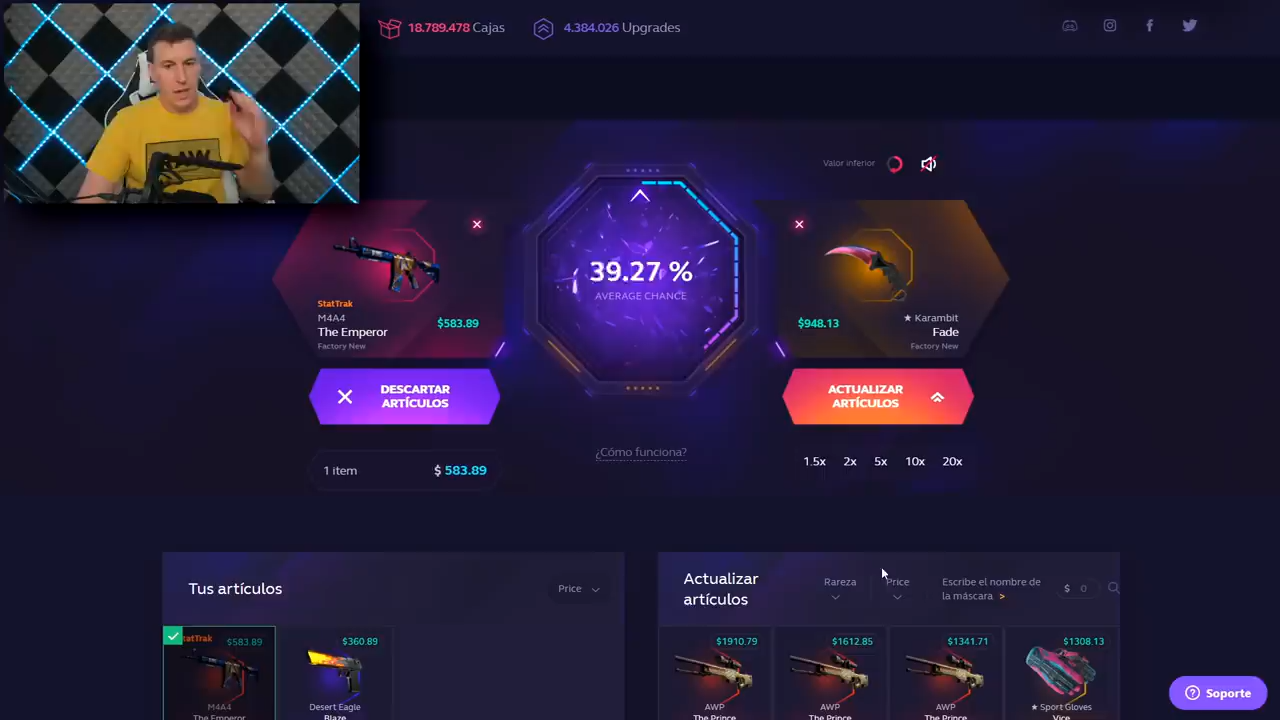 18.789.478 Cajas
4.384.026 Upgrades
Valor inferior
StatTrak
M4A4
The Emperor
Factory New
$583.89
39.27 %
AVERAGE CHANCE
$948.13
★ Karambit
Fade
Factory New
DESCARTAR
ARTÍCULOS
ACTUALIZAR
ARTÍCULOS
¿Cómo funciona?
1 item
$ 583.89
1.5x
2x
5x
10x
20x
Tus artículos
Price
Actualizar
artículos
Rareza
Price
Escribe el nombre de
la máscara >
$ 0
StatTrak
$583.89
M4A4
The Emperor
$360.89
Desert Eagle
Blaze
$1910.79
AWP
The Prince
$1612.85
AWP
The Prince
$1341.71
AWP
The Prince
$1308.13
★ Sport Gloves
Vice
Soporte